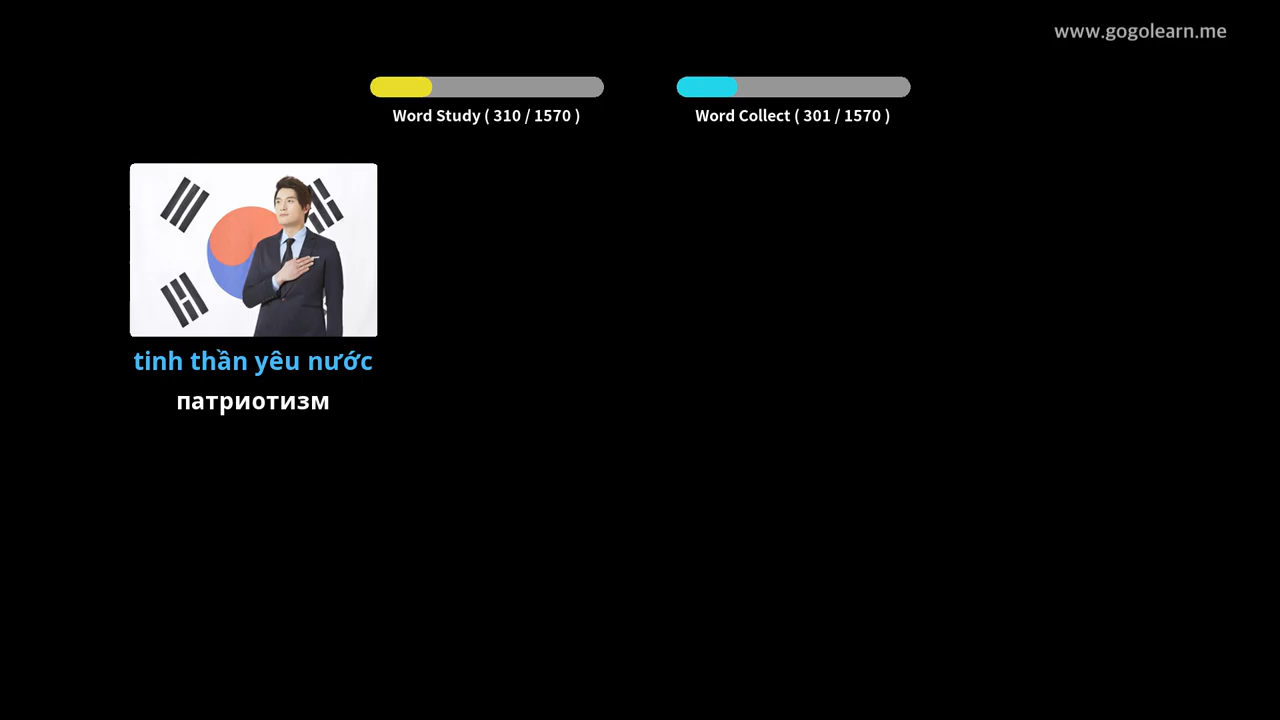 www.gogolearn.me
Word Study ( 310 / 1570 )
Word Collect ( 301 / 1570 )
tinh thần yêu nước
патриотизм